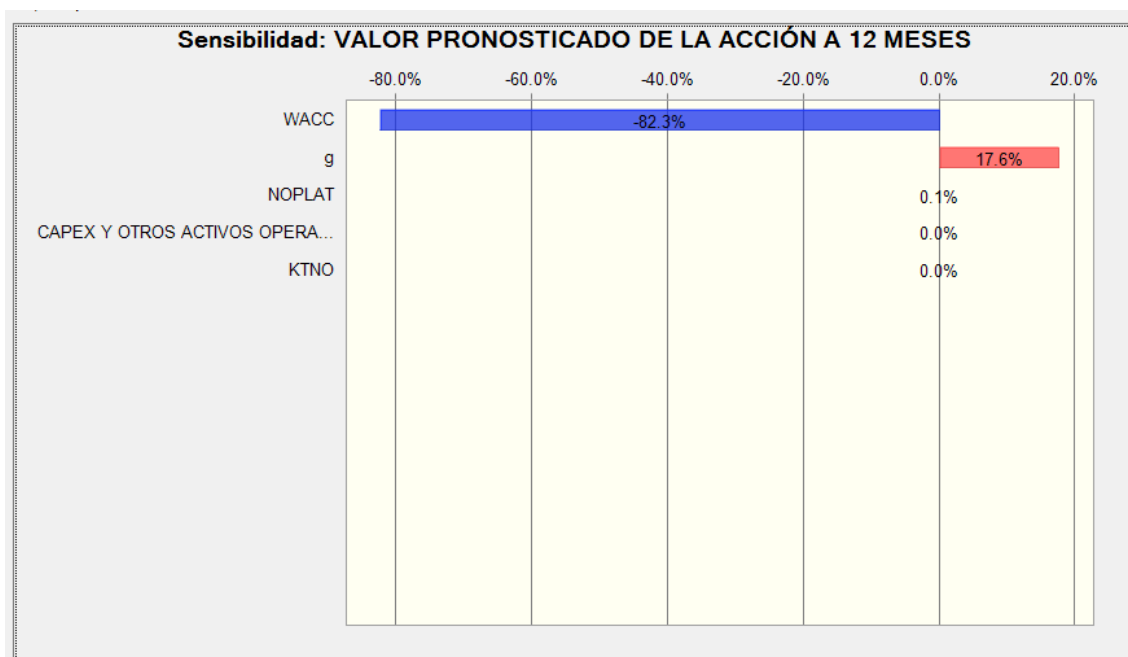 Sensibilidad: VALOR PRONOSTICADO DE LA ACCIÓN A 12 MESES
-80.0% -60.0% -40.0% -20.0% 0.0% 20.0%
WACC -82.3%
g 17.6%
NOPLAT 0.1%
CAPEX Y OTROS ACTIVOS OPERA... 0.0%
KTNO 0.0%